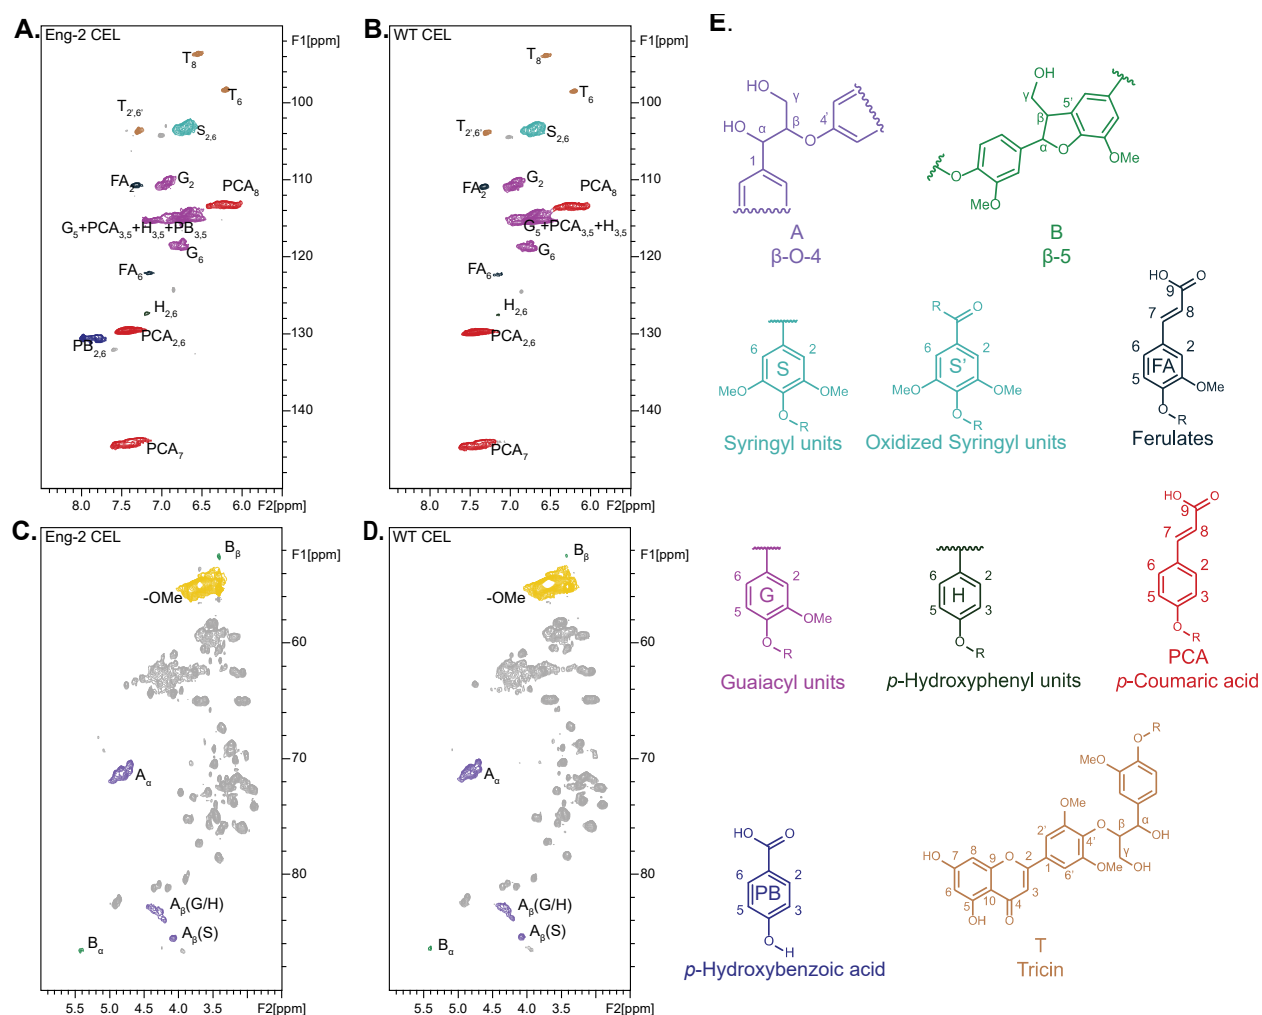 A.
Eng-2 CEL
F1[ppm]
T8
T6
100
T2',6'
S2,6
FA2
G2
110
PCA8
G5+PCA3,5+H3,5+PB3,5
G6
120
FA6
H2,6
PCA2,6
130
PB2,6
140
PCA7
8.0 7.5 7.0 6.5 6.0 F2[ppm]
B.
WT CEL
F1[ppm]
T8
T6
100
T2',6'
S2,6
FA2
G2
110
PCA8
G5+PCA3,5+H3,5
G6
120
FA6
H2,6
PCA2,6
130
140
PCA7
8.0 7.5 7.0 6.5 6.0 F2[ppm]
C.
Eng-2 CEL
Bβ
F1[ppm]
-OMe
60
70
Aα
80
Aβ(G/H)
Aβ(S)
Bα
5.5 5.0 4.5 4.0 3.5 F2[ppm]
D.
WT CEL
Bβ
F1[ppm]
-OMe
60
70
Aα
80
Aβ(G/H)
Aβ(S)
Bα
5.5 5.0 4.5 4.0 3.5 F2[ppm]
E.
HO
γ
HO
α
β
O
4'
1
A
β-O-4
OH
γ
5'
β
α
O
OMe
O
MeO
B
β-5
6
2
S
MeO
OMe
O
R
Syringyl units
R
O
6
2
S'
MeO
OMe
O
R
Oxidized Syringyl units
HO
O
9
7
8
6
2
FA
5
OMe
O
R
Ferulates
6
2
G
5
OMe
O
R
Guaiacyl units
6
2
H
5
3
O
R
p-Hydroxyphenyl units
HO
O
9
7
8
6
2
5
3
O
R
PCA
p-Coumaric acid
HO
O
6
2
PB
5
3
O
H
p-Hydroxybenzoic acid
R
O
MeO
OMe
2'
O
β
α
4'
OH
γ
HO
7
8
9
O
2
1
6'
OMe
OH
6
5
10
4
3
OH
O
T
Tricin